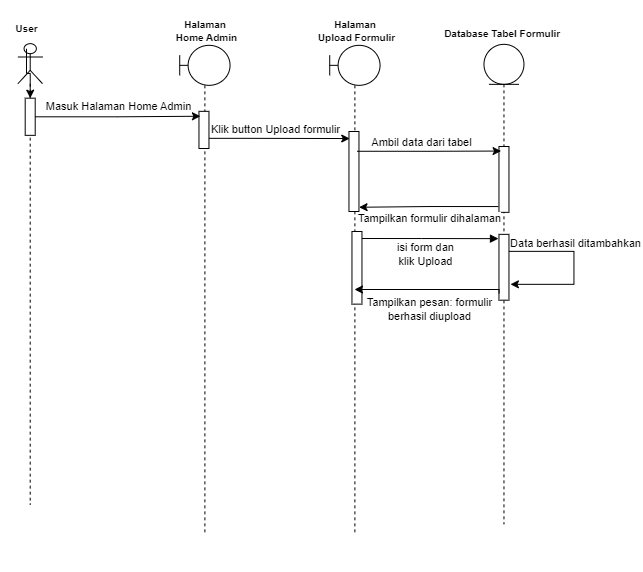 User
Halaman
Home Admin
Halaman
Upload Formulir
Database Tabel Formulir
Masuk Halaman Home Admin
Klik button Upload formulir
Ambil data dari tabel
Tampilkan formulir dihalaman
isi form dan
klik Upload
Data berhasil ditambahkan
Tampilkan pesan: formulir
berhasil diupload